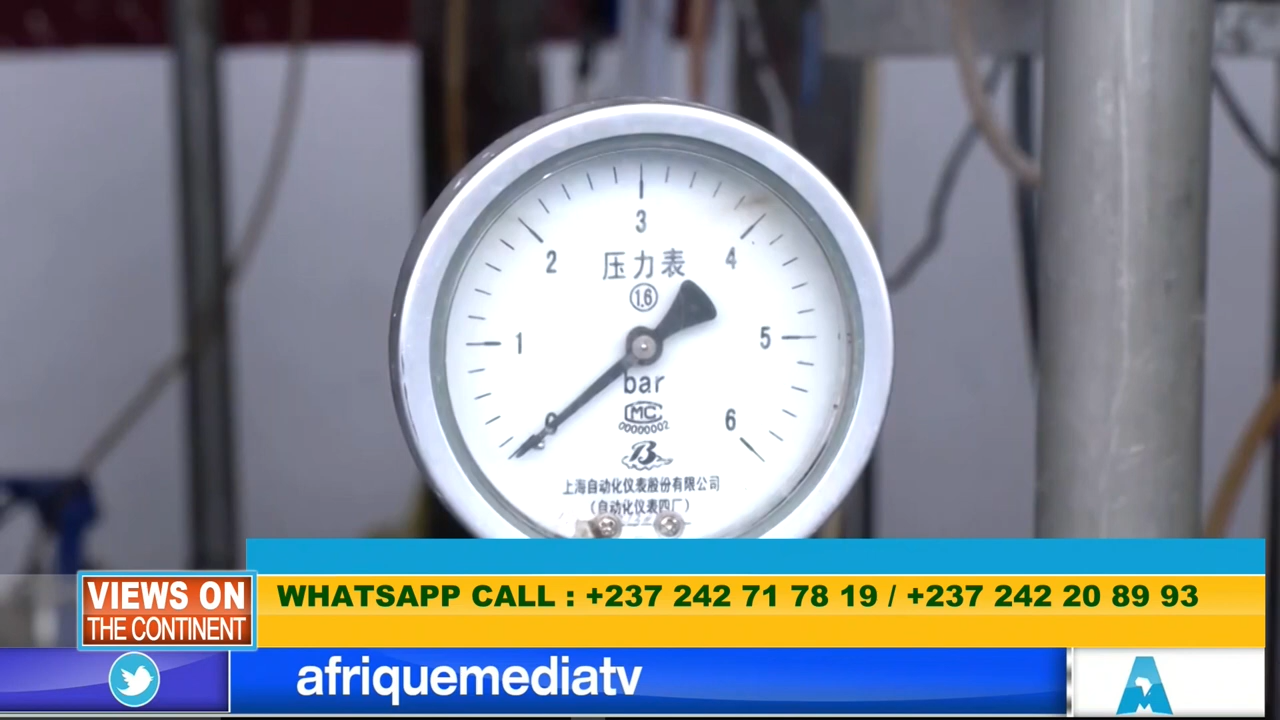 3
2
4
压力表
1.6
1
5
bar
0
6
MC
00000002
上海自动化仪表股份有限公司
(自动化仪表四厂)
VIEWS ON
THE CONTINENT
WHATSAPP CALL : +237 242 71 78 19 / +237 242 20 89 93
afriquemediatv